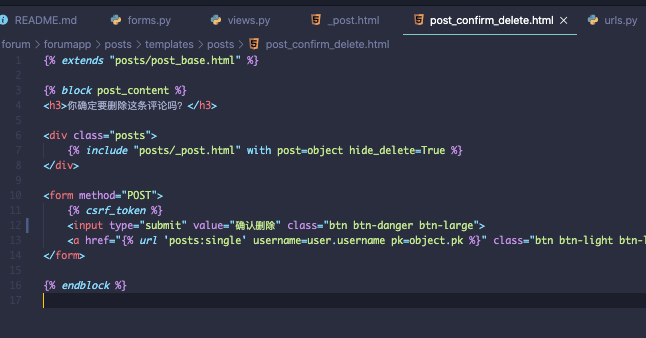 README.md forms.py views.py _post.html post_confirm_delete.html urls.py
forum > forumapp > posts > templates > posts > post_confirm_delete.html
1 {% extends "posts/post_base.html" %}
2
3 {% block post_content %}
4 <h3>你确定要删除这条评论吗? </h3>
5
6 <div class="posts">
7 {% include "posts/_post.html" with post=object hide_delete=True %}
8 </div>
9
10 <form method="POST">
11 {% csrf_token %}
12 <input type="submit" value="确认删除" class="btn btn-danger btn-large">
13 <a href="{% url 'posts:single' username=user.username pk=object.pk %}" class="btn btn-light btn-l
14 </form>
15
16 {% endblock %}
17